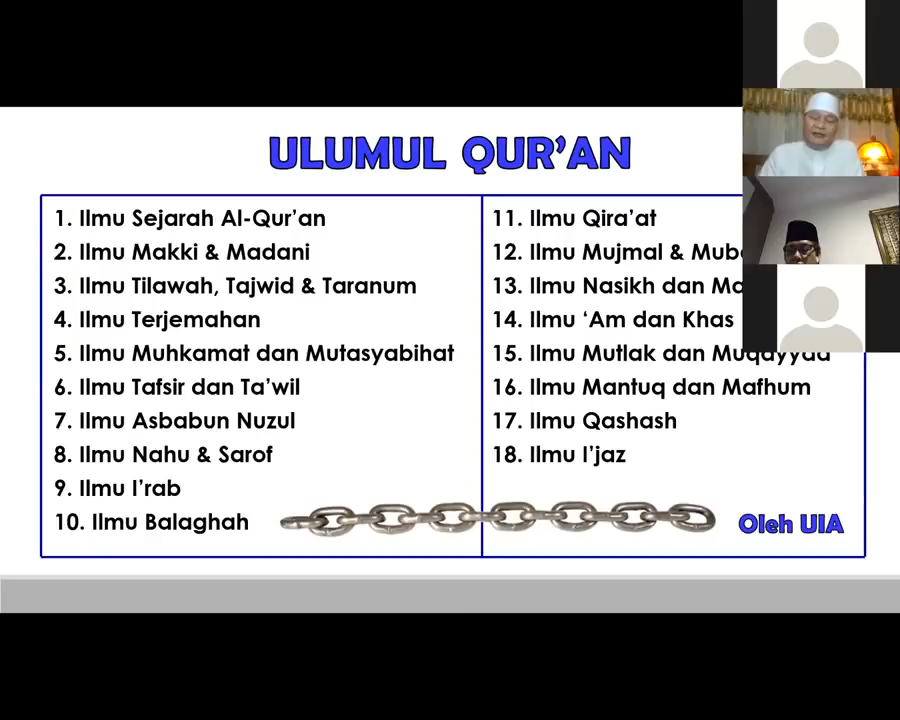 ULUMUL QUR’AN
1. Ilmu Sejarah Al-Qur’an
2. Ilmu Makki & Madani
3. Ilmu Tilawah, Tajwid & Taranum
4. Ilmu Terjemahan
5. Ilmu Muhkamat dan Mutasyabihat
6. Ilmu Tafsir dan Ta’wil
7. Ilmu Asbabun Nuzul
8. Ilmu Nahu & Sarof
9. Ilmu I’rab
10. Ilmu Balaghah
11. Ilmu Qira’at
12. Ilmu Mujmal &
13. Ilmu Nasikh dan
14. Ilmu ‘Am dan Khas
15. Ilmu Mutlak dan Muqayyad
16. Ilmu Mantuq dan Mafhum
17. Ilmu Qashash
18. Ilmu I’jaz
Oleh UIA